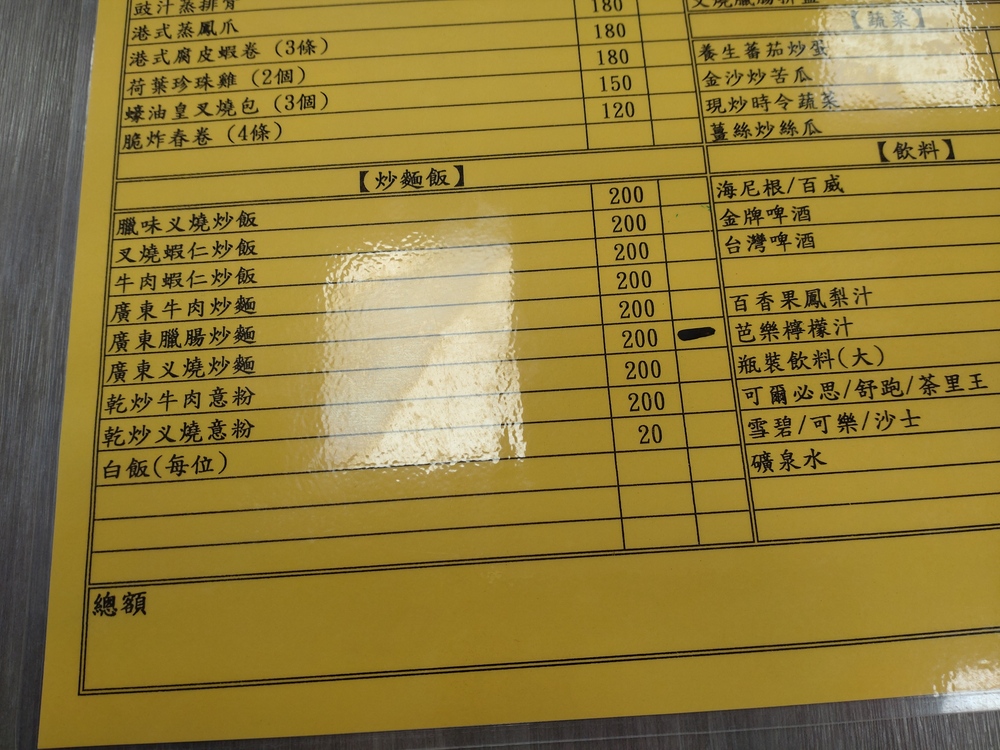 豉汁蒸排骨 180
港式蒸鳳爪 180
港式腐皮蝦卷 (3條) 180
荷葉珍珠雞 (2個) 150
蠔油皇叉燒包 (3個) 120
脆炸春卷 (4條)
【炒麵飯】
臘味义燒炒飯 200
叉燒蝦仁炒飯 200
牛肉蝦仁炒飯 200
廣東牛肉炒麵 200
廣東臘腸炒麵 200
廣東义燒炒麵 200
乾炒牛肉意粉 200
乾炒义燒意粉 200
白飯(每位) 20
總額
【蔬菜】
養生蕃茄炒蛋
金沙炒苦瓜
現炒時令蔬菜
薑絲炒絲瓜
【飲料】
海尼根/百威
金牌啤酒
台灣啤酒
百香果鳳梨汁
芭樂檸檬汁
瓶裝飲料(大)
可爾必思/舒跑/茶里王
雪碧/可樂/沙士
礦泉水